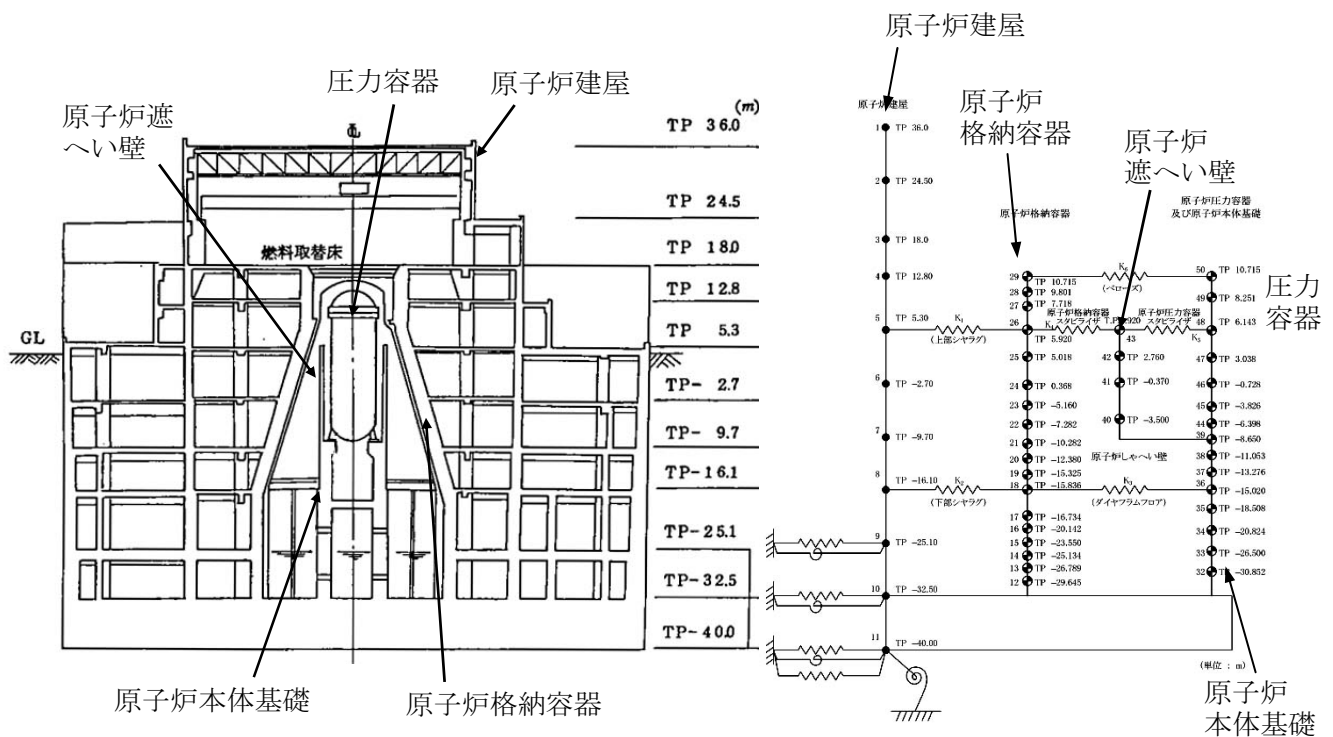 原子炉遮
へい壁
圧力容器
原子炉建屋
℄
燃料取替床
GL
原子炉本体基礎
原子炉格納容器
(m)
TP 36.0
TP 24.5
TP 18.0
TP 12.8
TP 5.3
TP- 2.7
TP- 9.7
TP-16.1
TP-25.1
TP-32.5
TP-40.0
原子炉建屋
原子炉建屋
1 TP 36.0
2 TP 24.50
3 TP 18.0
4 TP 12.80
5 TP 5.30
6 TP -2.70
7 TP -9.70
8 TP -16.10
9 TP -25.10
10 TP -32.50
11 TP -40.00
K1
(上部シヤラグ)
K2
(下部シヤラグ)
原子炉
格納容器
原子炉格納容器
29 TP 10.715
28 TP 9.801
27 TP 7.718
26 TP 5.920
25 TP 5.018
24 TP 0.368
23 TP -5.160
22 TP -7.282
21 TP -10.282
20 TP -12.380
19 TP -15.325
18 TP -15.836
17 TP -16.734
16 TP -20.142
15 TP -23.550
14 TP -25.134
13 TP -26.789
12 TP -29.645
K6
(ベローズ)
原子炉格納容器
スタビライザ
原子炉圧力容器
スタビライザ
K5
K3
(ダイヤフラムフロア)
原子炉
遮へい壁
43
42 TP 2.760
41 TP -0.370
40 TP -3.500
原子炉しゃへい壁
原子炉圧力容器
及び原子炉本体基礎
圧力
容器
50 TP 10.715
49 TP 8.251
48 TP 6.143
47 TP 3.038
46 TP -0.728
45 TP -3.826
44 TP -6.398
39 TP -8.650
38 TP -11.053
37 TP -13.276
36 TP -15.020
35 TP -18.508
34 TP -20.824
33 TP -26.500
32 TP -30.852
(単位 : m)
原子炉
本体基礎